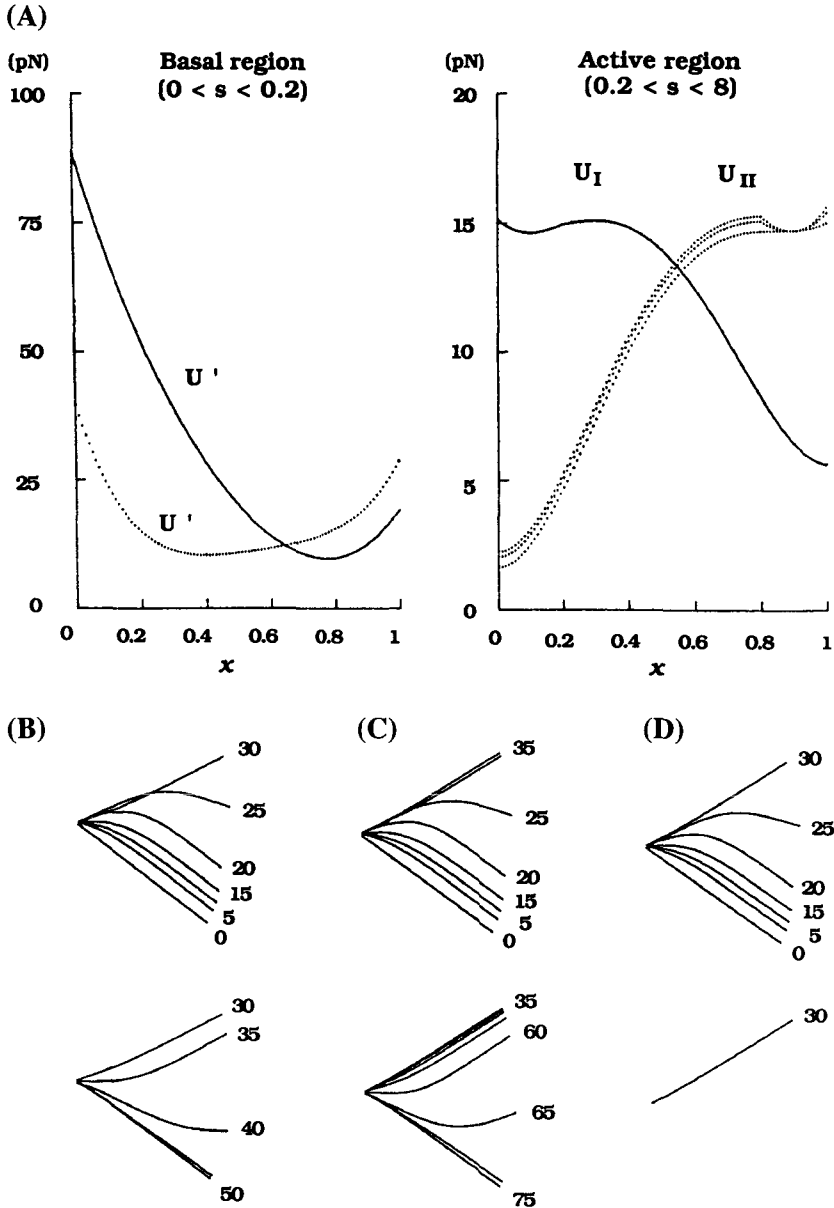 (A)
(pN) Basal region (pN) Active region
(0 < s < 0.2) (0.2 < s < 8)
100 20
U I U II
75 15
50 10
U '
25 5
U '
0 0
0 0.2 0.4 0.6 0.8 1 0 0.2 0.4 0.6 0.8 1
x x
(B) (C) (D)
30 35 30
25 25 25
20 20 20
15 15 15
5 5 5
0 0 0
30 35 30
35 60
40 65
50 75